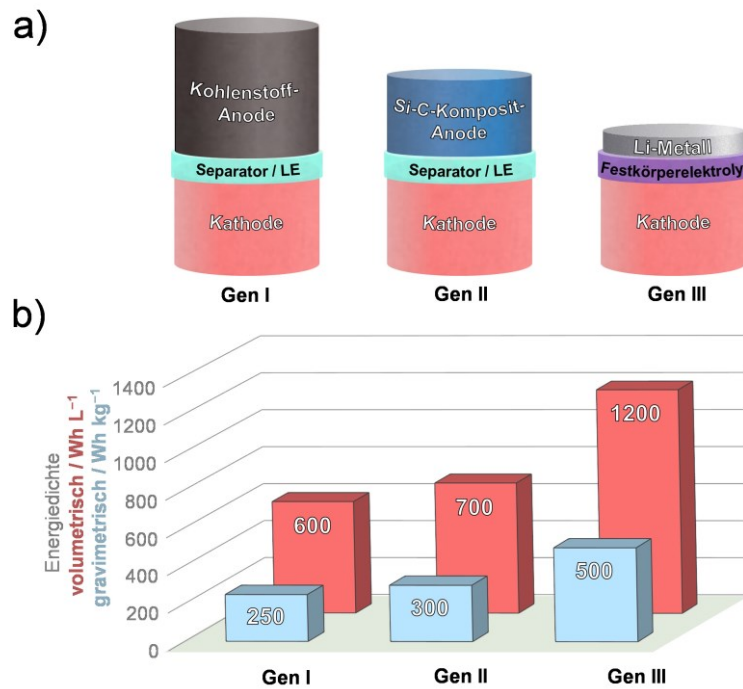 a)
Kohlenstoff-
Anode
Separator / LE
Kathode
Gen I
Si-C-Komposit-
Anode
Separator / LE
Kathode
Gen II
Li-Metall
Festkörperelektroly
Kathode
Gen III
b)
Energiedichte
volumetrisch / Wh L⁻¹
gravimetrisch / Wh kg⁻¹
1400
1200
1000
800
600
400
200
0
600
250
700
300
1200
500
Gen I
Gen II
Gen III